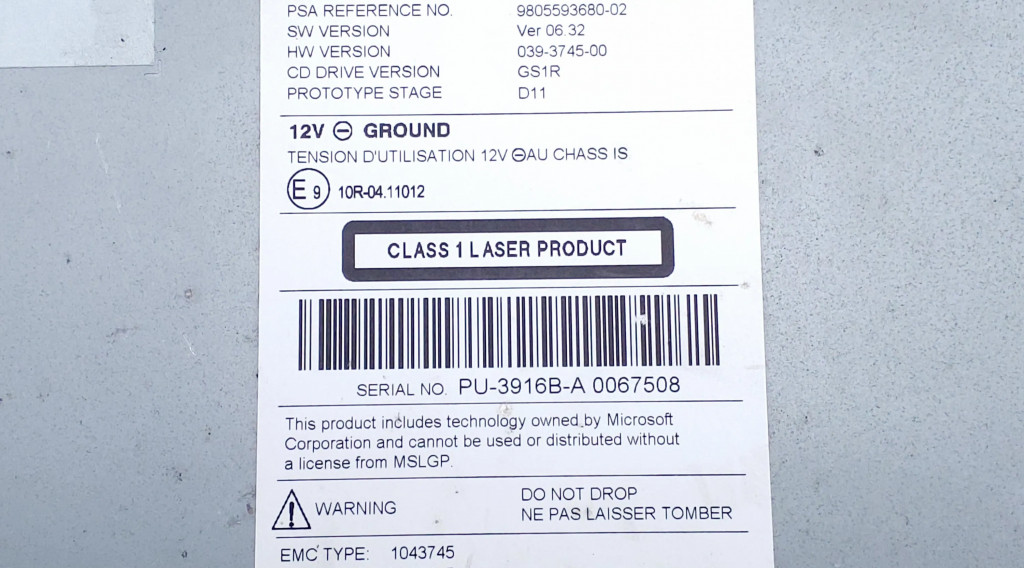 PSA REFERENCE NO. 9805593680-02
SW VERSION Ver 06.32
HW VERSION 039-3745-00
CD DRIVE VERSION GS1R
PROTOTYPE STAGE D11
12V ⊖ GROUND
TENSION D'UTILISATION 12V ⊖AU CHASS IS
E9 10R-04.11012
CLASS 1 LASER PRODUCT
SERIAL NO. PU-3916B-A 0067508
This product includes technology owned by Microsoft
Corporation and cannot be used or distributed without
a license from MSLGP.
WARNING DO NOT DROP
NE PAS LAISSER TOMBER
EMC TYPE: 1043745